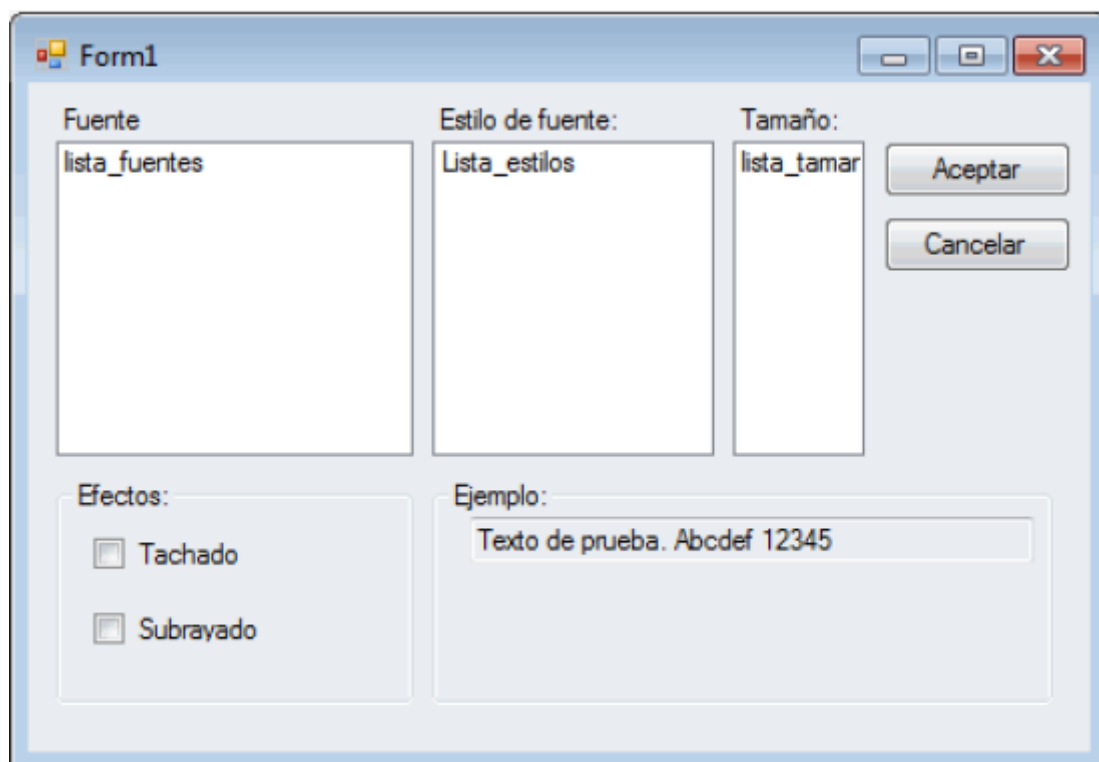 Form1
Fuente
Estilo de fuente:
Tamaño:
lista_fuentes
Lista_estilos
lista_tamar
Aceptar
Cancelar
Efectos:
Tachado
Subrayado
Ejemplo:
Texto de prueba. Abcdef 12345